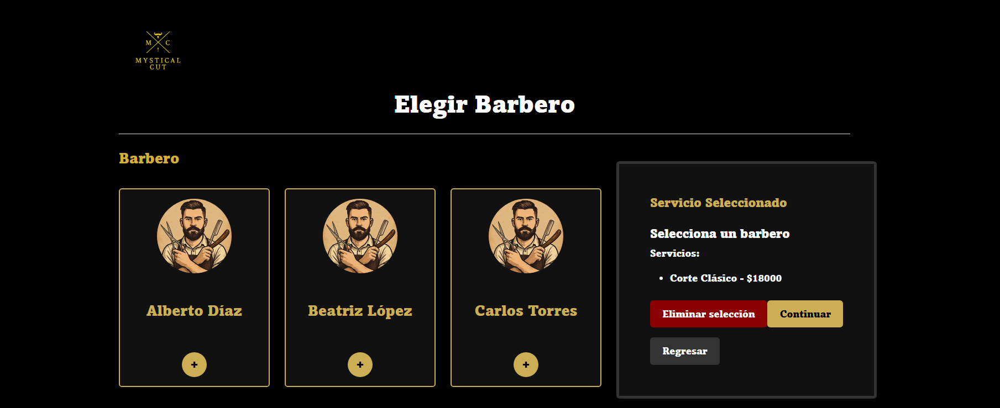 M C
MYSTICAL
CUT
Elegir Barbero
Barbero
Alberto Díaz
+
Beatriz López
+
Carlos Torres
+
Servicio Seleccionado
Selecciona un barbero
Servicios:
• Corte Clásico - $18000
Eliminar selección
Continuar
Regresar